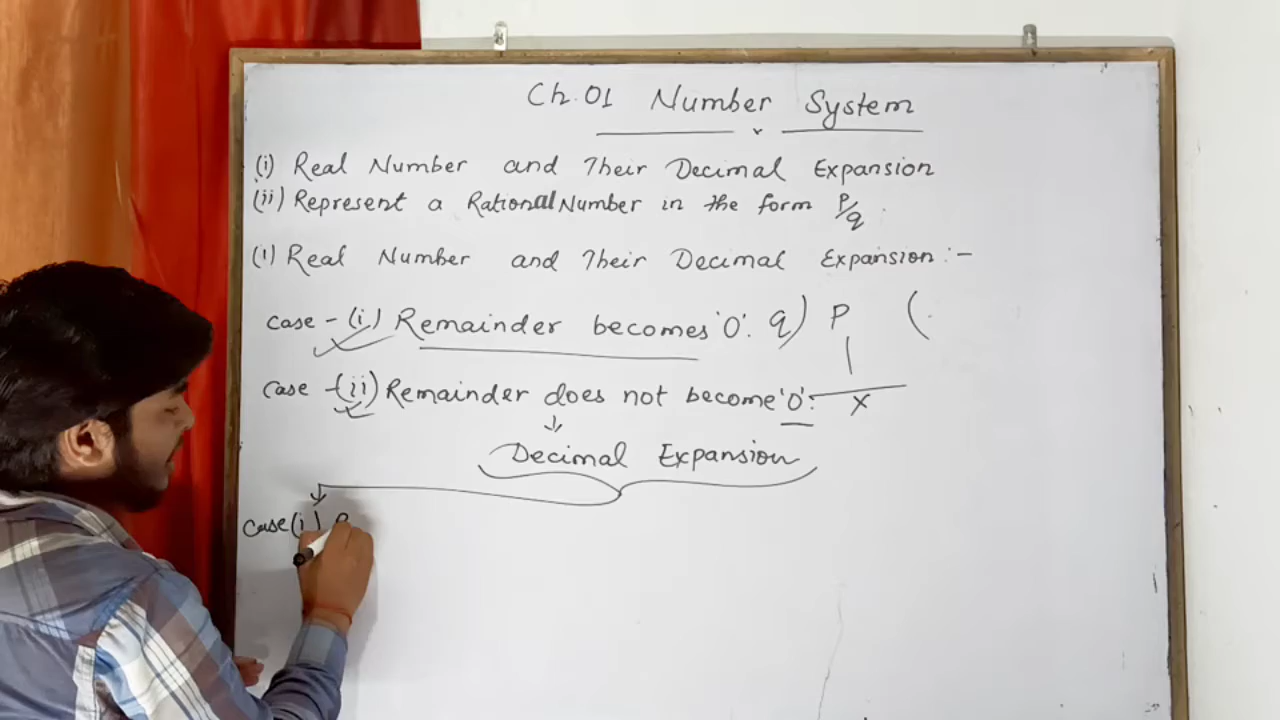 Ch. 01 Number System
(i) Real Number and Their Decimal Expansion
(ii) Represent a Rational Number in the form P/q
(1) Real Number and Their Decimal Expansion :-
case - (i) Remainder becomes '0'. q) P (
case - (ii) Remainder does not become '0'. x
Decimal Expansion
case (i)